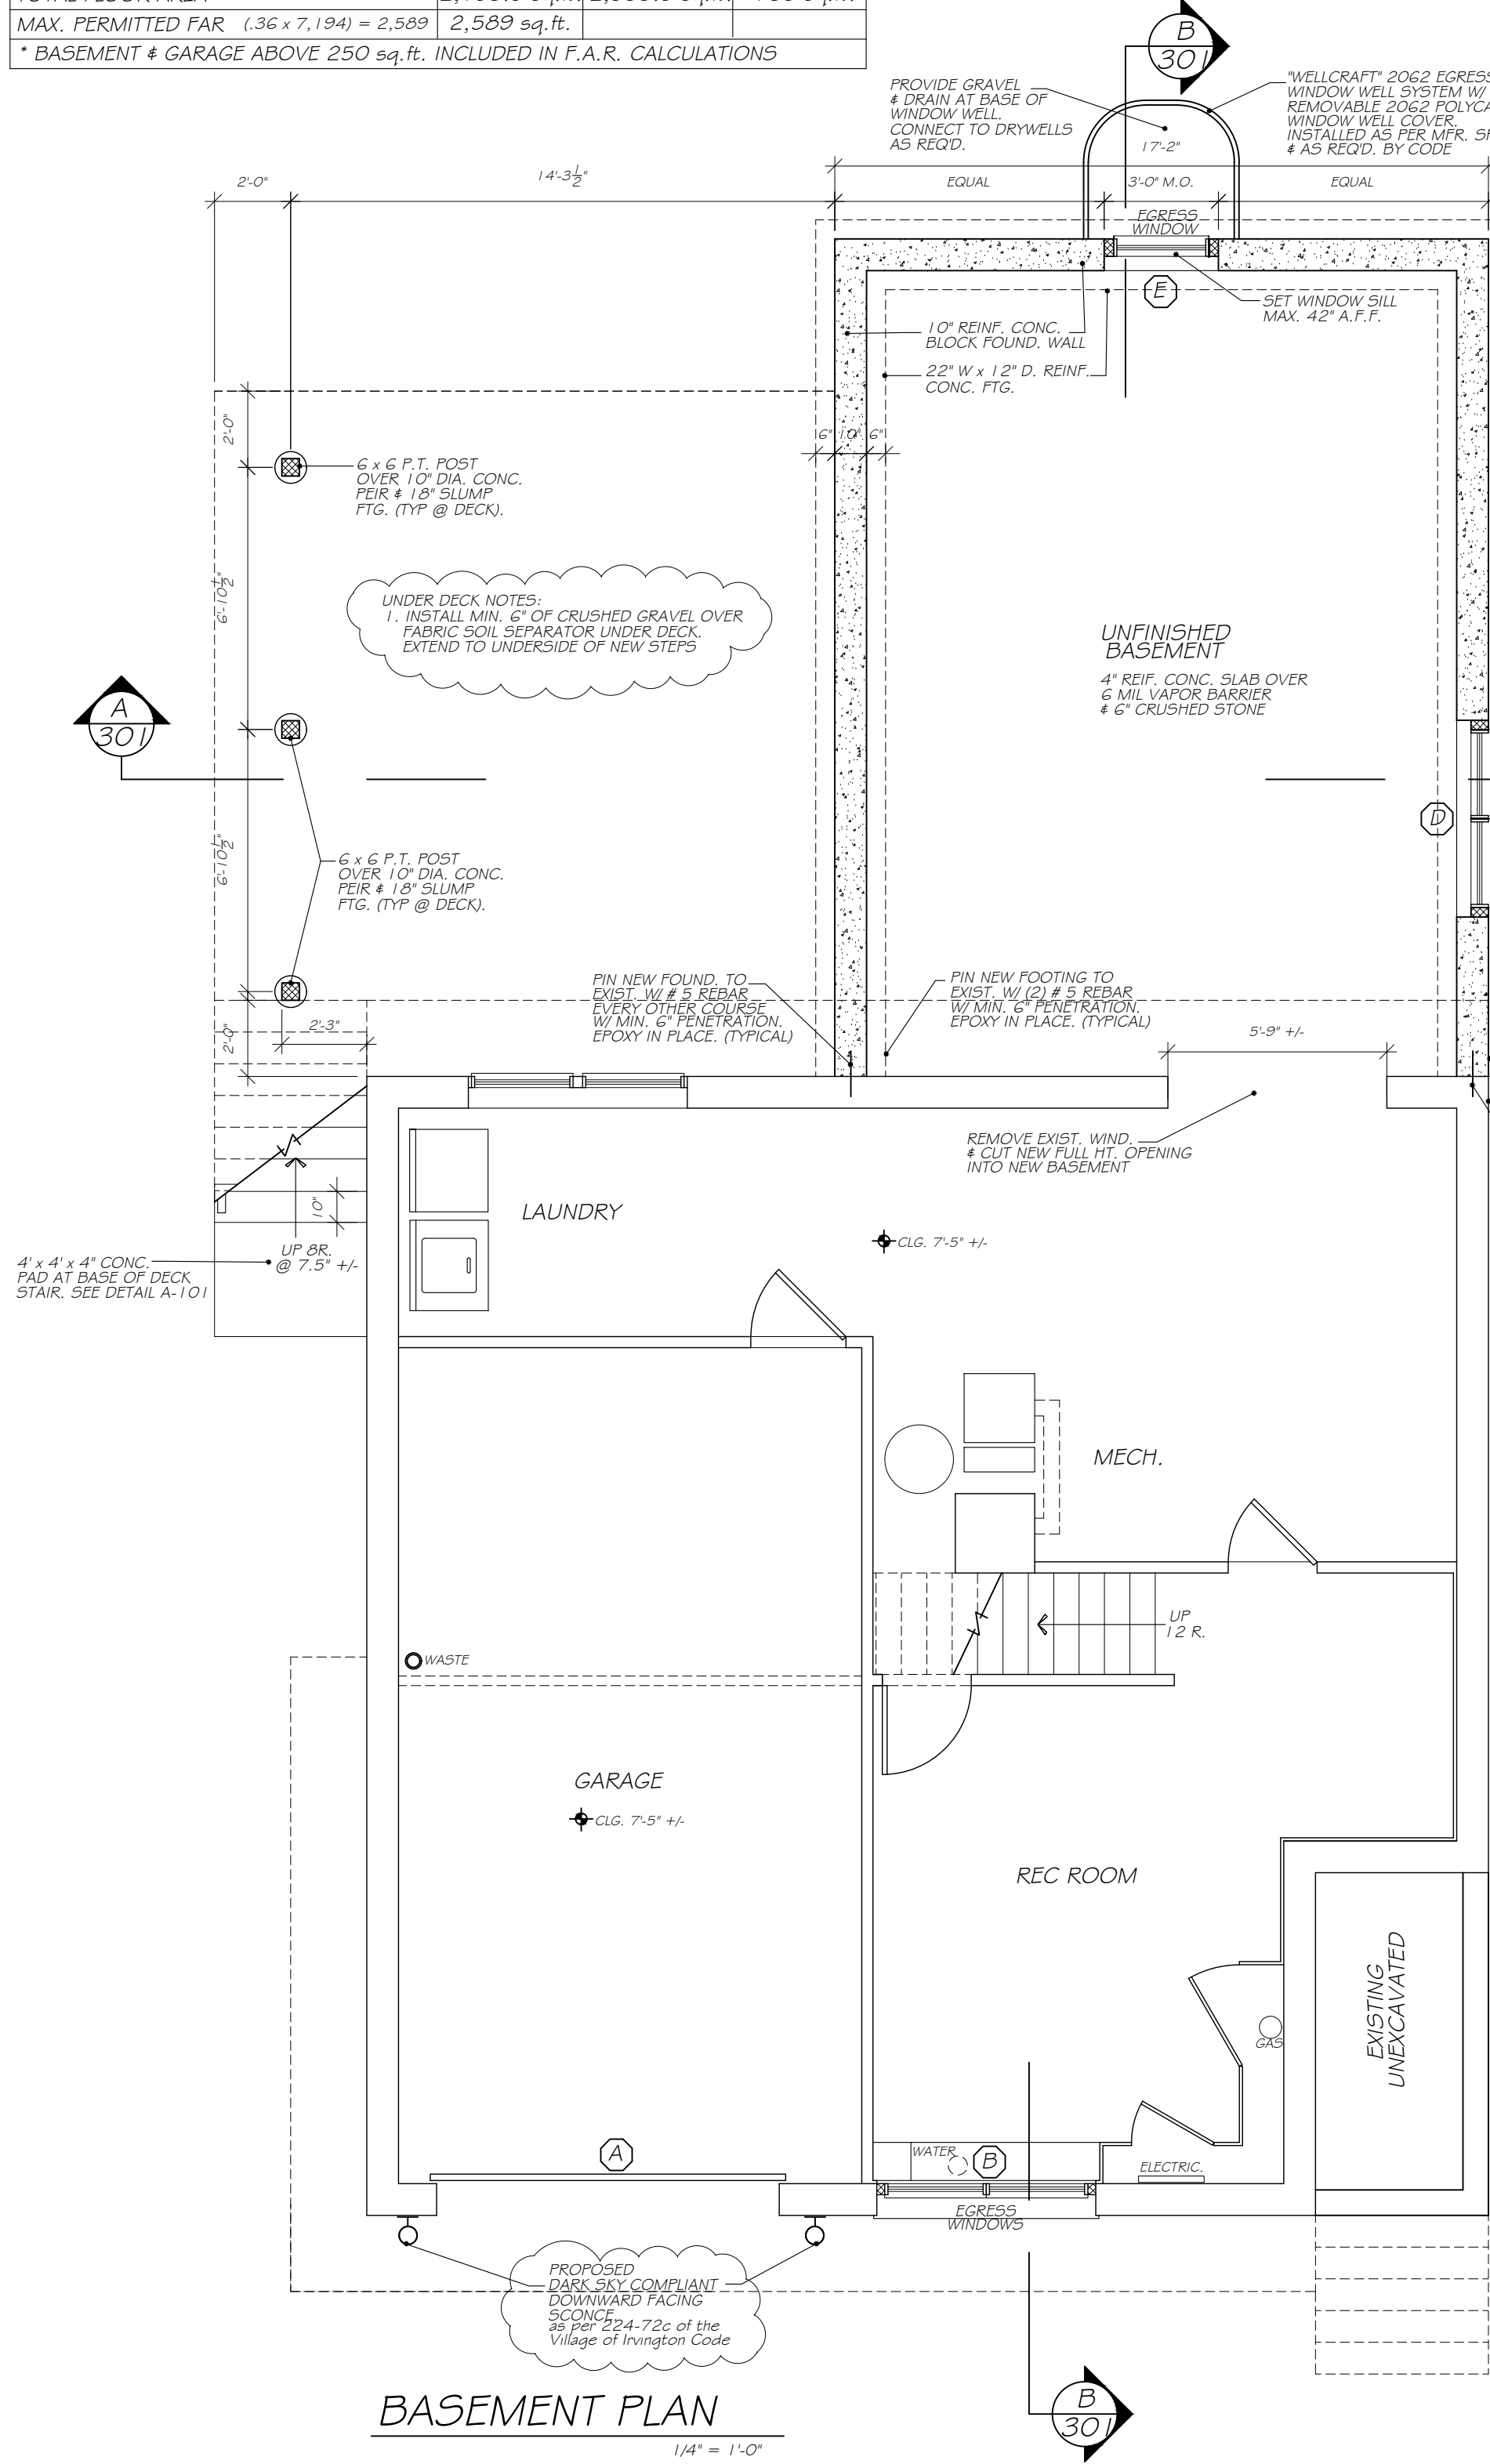 MAX. PERMITTED FAR (.36 x 7,194) = 2,589 2,589 sq.ft.
* BASEMENT & GARAGE ABOVE 250 sq.ft. INCLUDED IN F.A.R. CALCULATIONS
B
301
PROVIDE GRAVEL
& DRAIN AT BASE OF
WINDOW WELL.
CONNECT TO DRYWELLS
AS REQ'D.
"WELLCRAFT" 2062 EGRESS
WINDOW WELL SYSTEM W/
REMOVABLE 2062
WINDOW WELL COVER.
INSTALLED AS PER MFR.
& AS REQ'D. BY CODE
17'-2"
2'-0"
14'-3 1/2"
EQUAL
3'-0" M.O.
EQUAL
EGRESS
WINDOW
E
SET WINDOW SILL
MAX. 42" A.F.F.
10" REINF. CONC.
BLOCK FOUND. WALL
22" W x 12" D. REINF.
CONC. FTG.
2'-0"
6" 10" 6"
6 x 6 P.T. POST
OVER 10" DIA. CONC.
PEIR & 18" SLUMP
FTG. (TYP @ DECK).
6'-10 1/2"
UNDER DECK NOTES:
1. INSTALL MIN. 6" OF CRUSHED GRAVEL OVER
FABRIC SOIL SEPARATOR UNDER DECK.
EXTEND TO UNDERSIDE OF NEW STEPS
UNFINISHED
BASEMENT
4" REIF. CONC. SLAB OVER
6 MIL VAPOR BARRIER
& 6" CRUSHED STONE
A
301
D
6'-10 1/2"
6 x 6 P.T. POST
OVER 10" DIA. CONC.
PEIR & 18" SLUMP
FTG. (TYP @ DECK).
PIN NEW FOUND. TO
EXIST. W/ # 5 REBAR
EVERY OTHER COURSE
W/ MIN. 6" PENETRATION.
EPOXY IN PLACE. (TYPICAL)
PIN NEW FOOTING TO
EXIST. W/ (2) # 5 REBAR
W/ MIN. 6" PENETRATION.
EPOXY IN PLACE. (TYPICAL)
2'-0"
2'-3"
5'-9" +/-
REMOVE EXIST. WIND.
& CUT NEW FULL HT. OPENING
INTO NEW BASEMENT
10"
LAUNDRY
CLG. 7'-5" +/-
UP 8R.
@ 7.5" +/-
4' x 4' x 4" CONC.
PAD AT BASE OF DECK
STAIR. SEE DETAIL A-101
MECH.
UP
12 R.
WASTE
GARAGE
CLG. 7'-5" +/-
REC ROOM
EXISTING
UNEXCAVATED
GAS
A
WATER
B
ELECTRIC.
EGRESS
WINDOWS
PROPOSED
DARK SKY COMPLIANT
DOWNWARD FACING
SCONCE,
as per 224-72c of the
Village of Irvington Code
BASEMENT PLAN
1/4" = 1'-0"
B
301